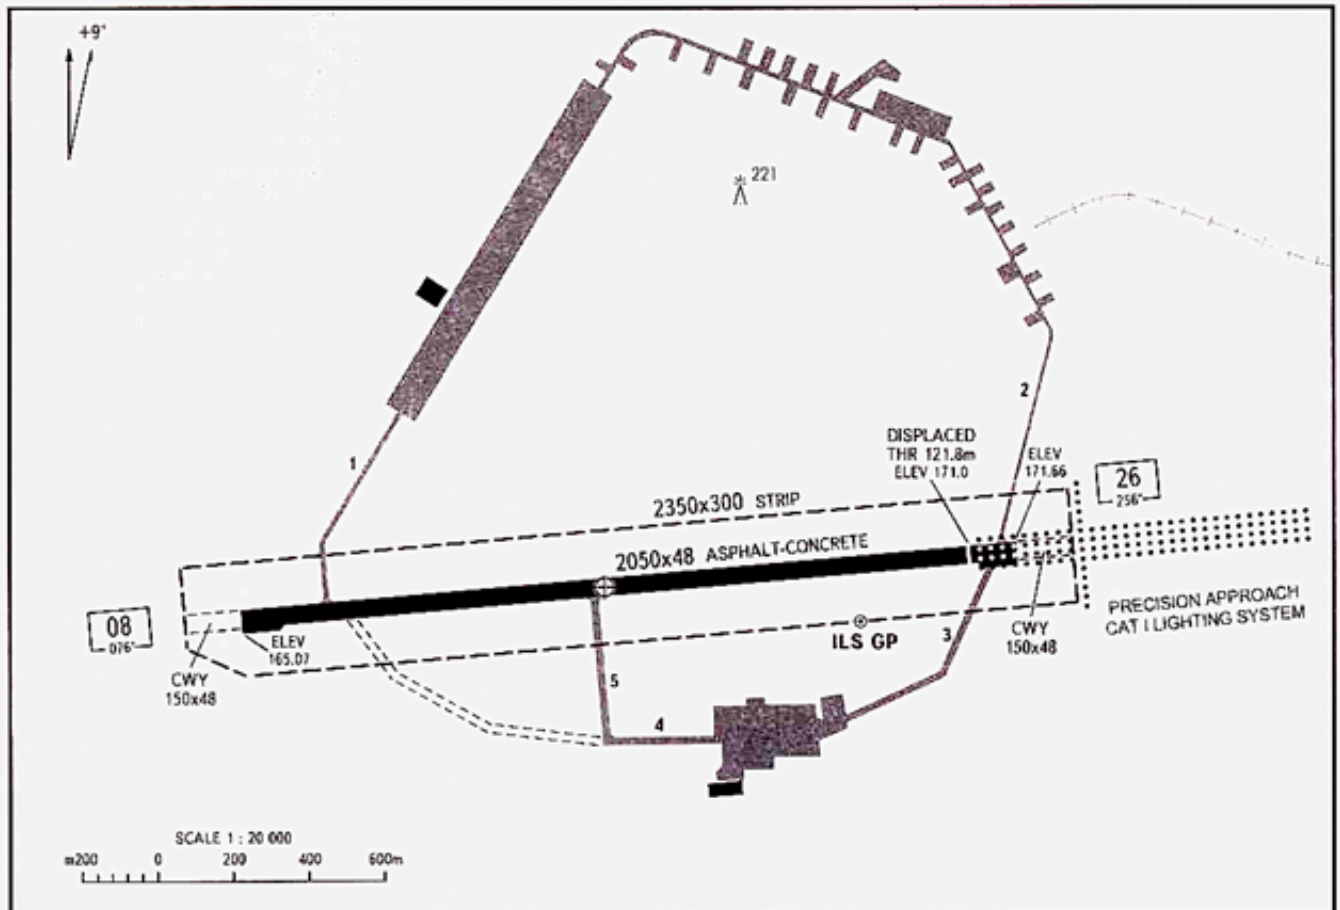 +9°
221
1
2
DISPLACED
THR 121.8m
ELEV 171.0
ELEV
171.66
26
256°
2350x300 STRIP
2050x48 ASPHALT-CONCRETE
08
076°
ELEV
165.07
CWY
150x48
ILS GP
3
CWY
150x48
PRECISION APPROACH
CAT I LIGHTING SYSTEM
5
4
SCALE 1 : 20 000
m200 0 200 400 600m